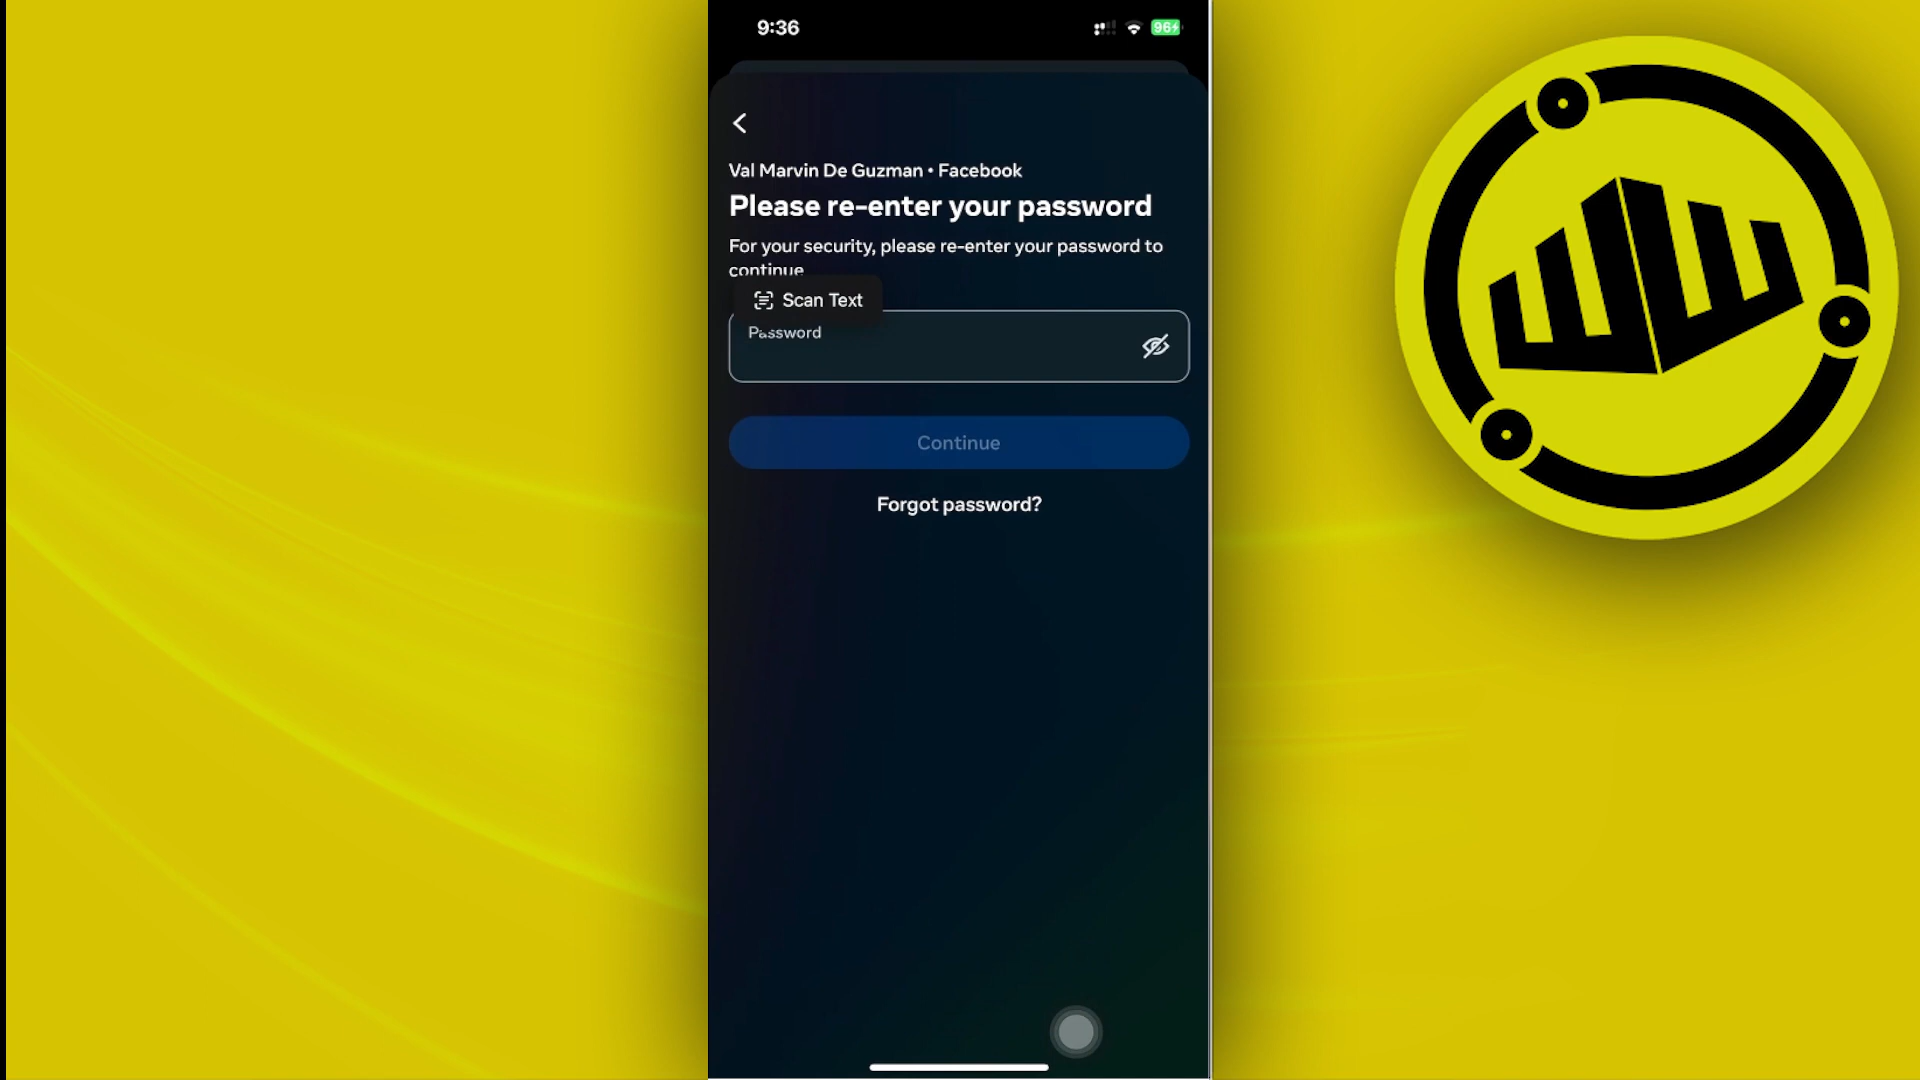 9:36
96
Val Marvin De Guzman • Facebook
Please re-enter your password
For your security, please re-enter your password to
continue
Scan Text
Password
Continue
Forgot password?